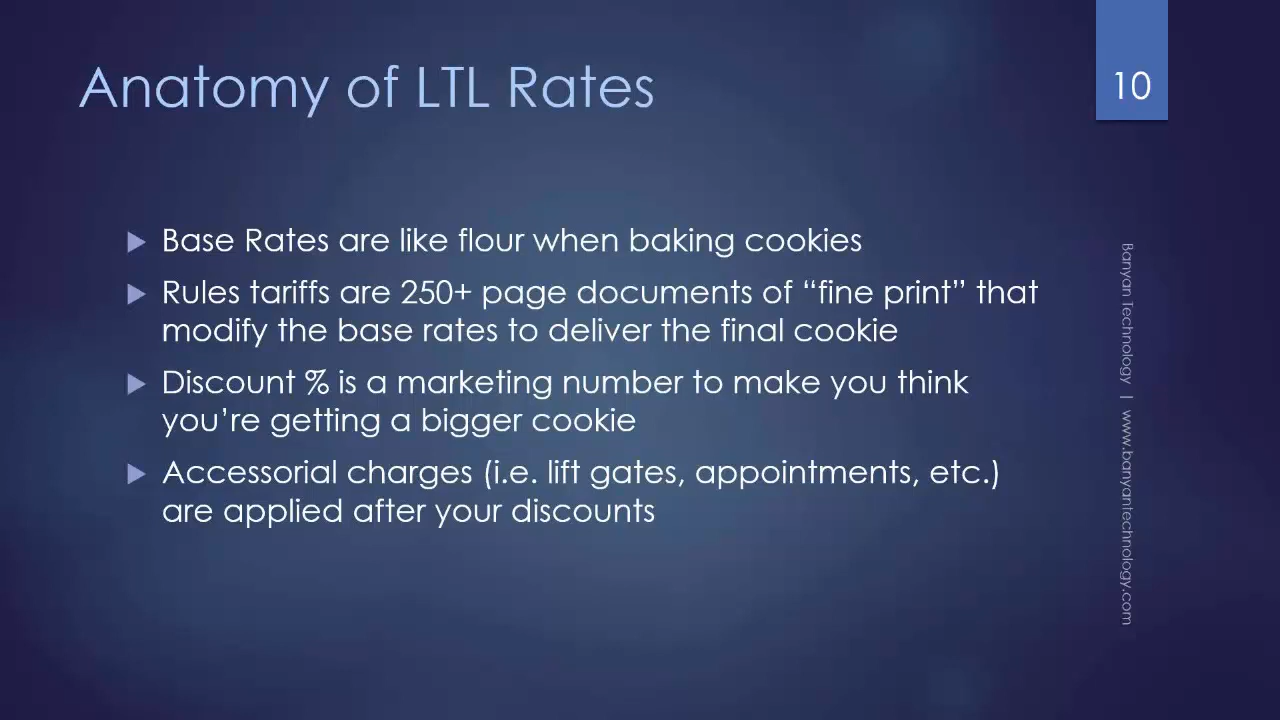 Anatomy of LTL Rates
10
Base Rates are like flour when baking cookies
Rules tariffs are 250+ page documents of “fine print” that
modify the base rates to deliver the final cookie
Discount % is a marketing number to make you think
you’re getting a bigger cookie
Accessorial charges (i.e. lift gates, appointments, etc.)
are applied after your discounts
Banyan Technology | www.banyantechnology.com